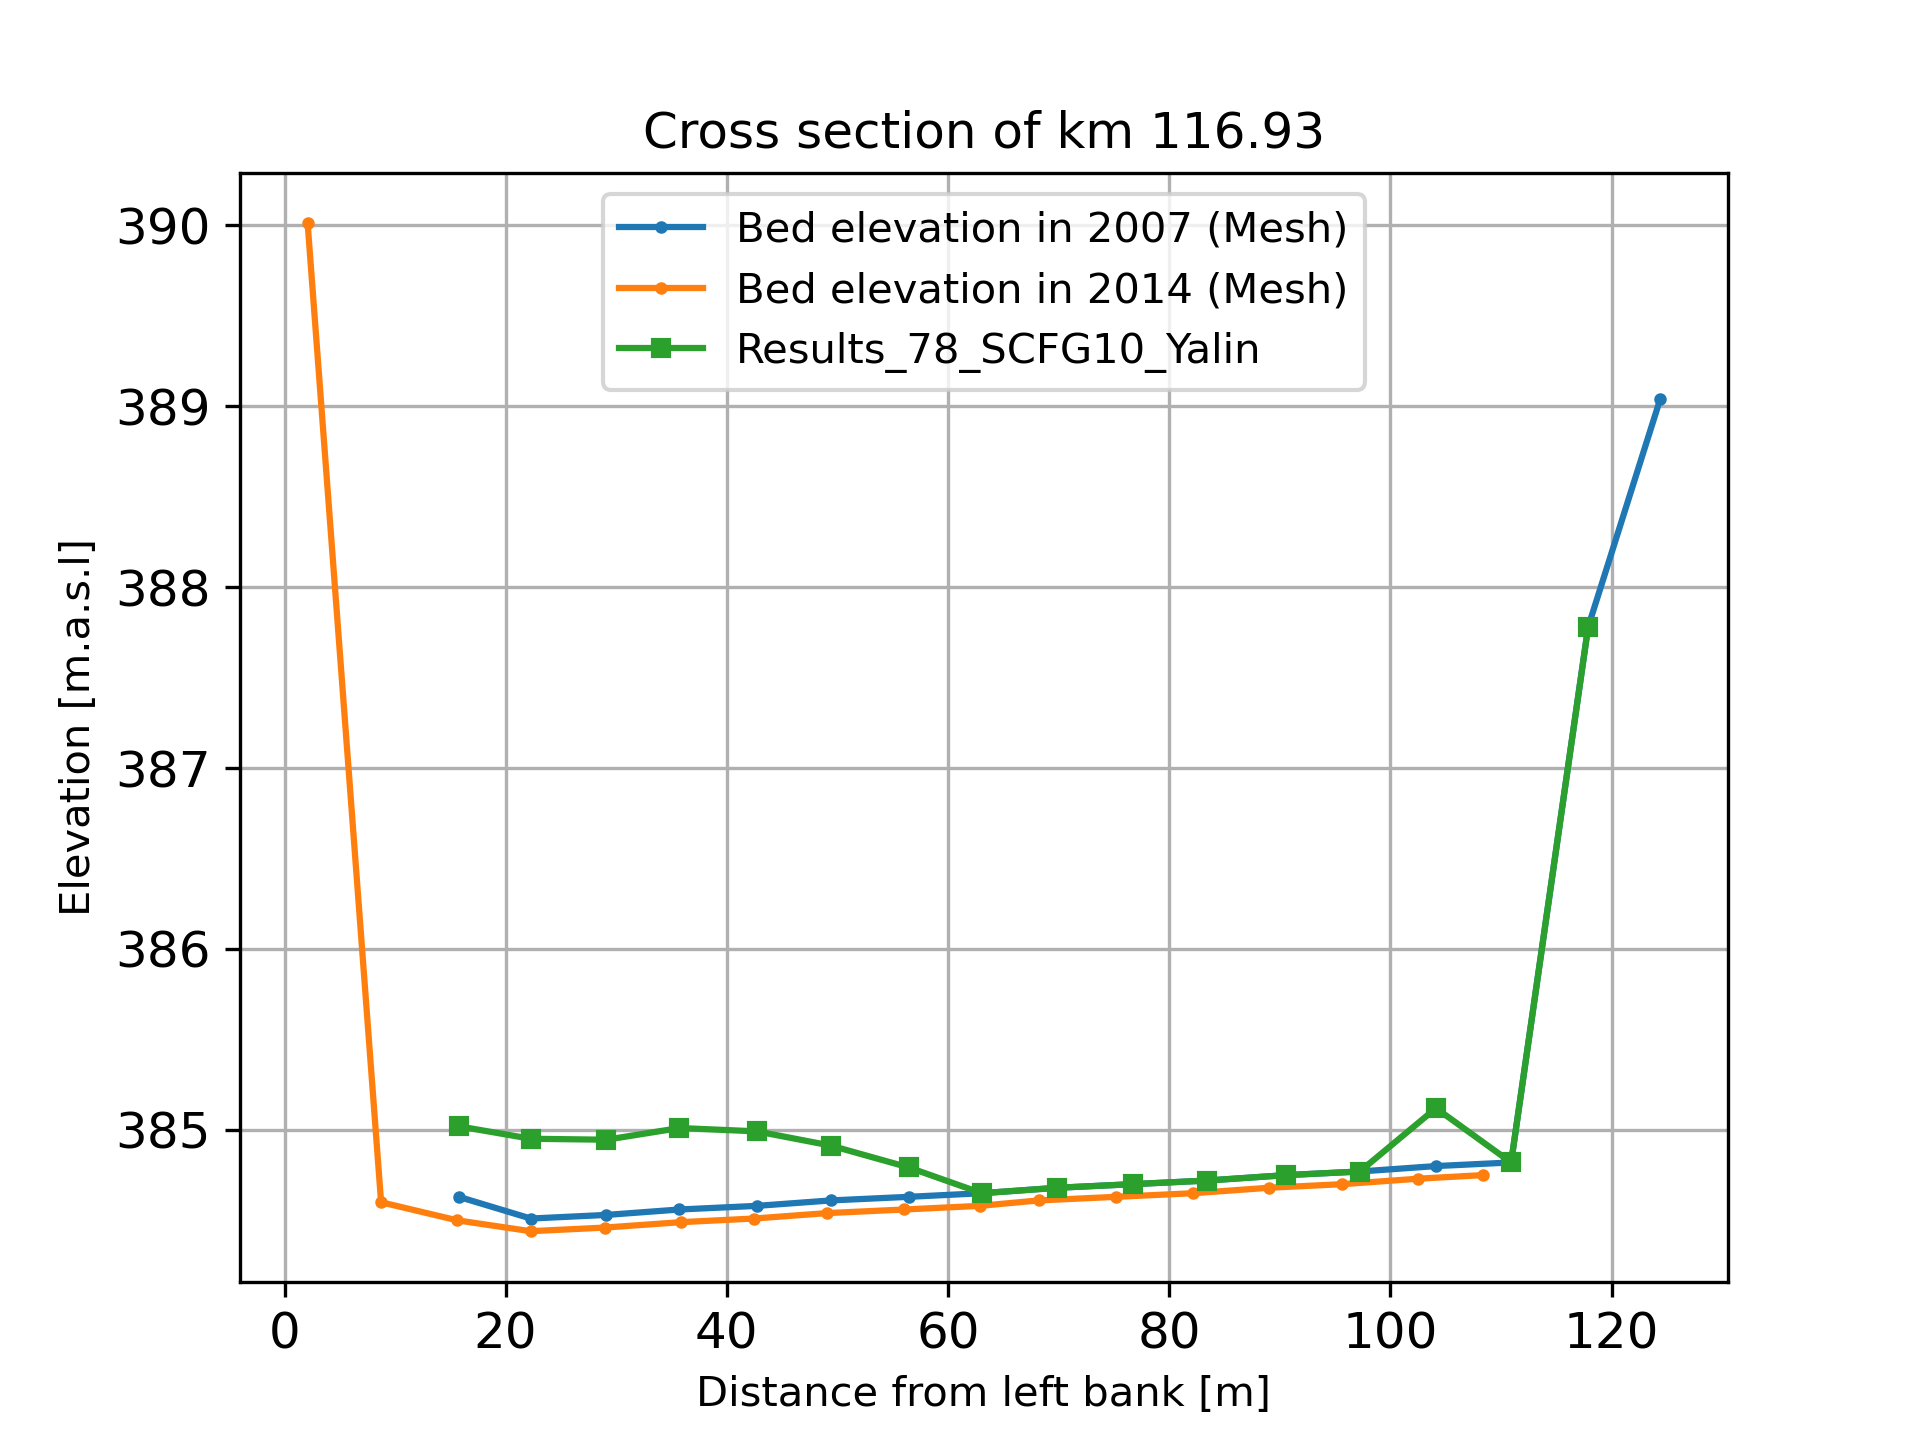 Cross section of km 116.93
Bed elevation in 2007 (Mesh)
Bed elevation in 2014 (Mesh)
Results_78_SCFG10_Yalin
390
389
388
387
386
385
Elevation [m.a.s.l]
0 20 40 60 80 100 120
Distance from left bank [m]